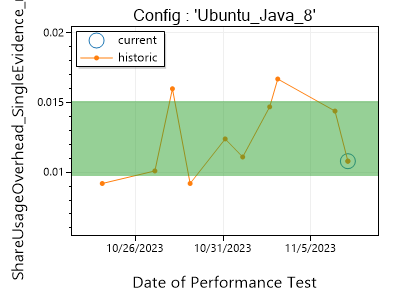 Config : 'Ubuntu_Java_8'
current
historic
0.02
0.015
0.01
ShareUsageOverhead_SingleEvidence_
10/26/2023
10/31/2023
11/5/2023
Date of Performance Test